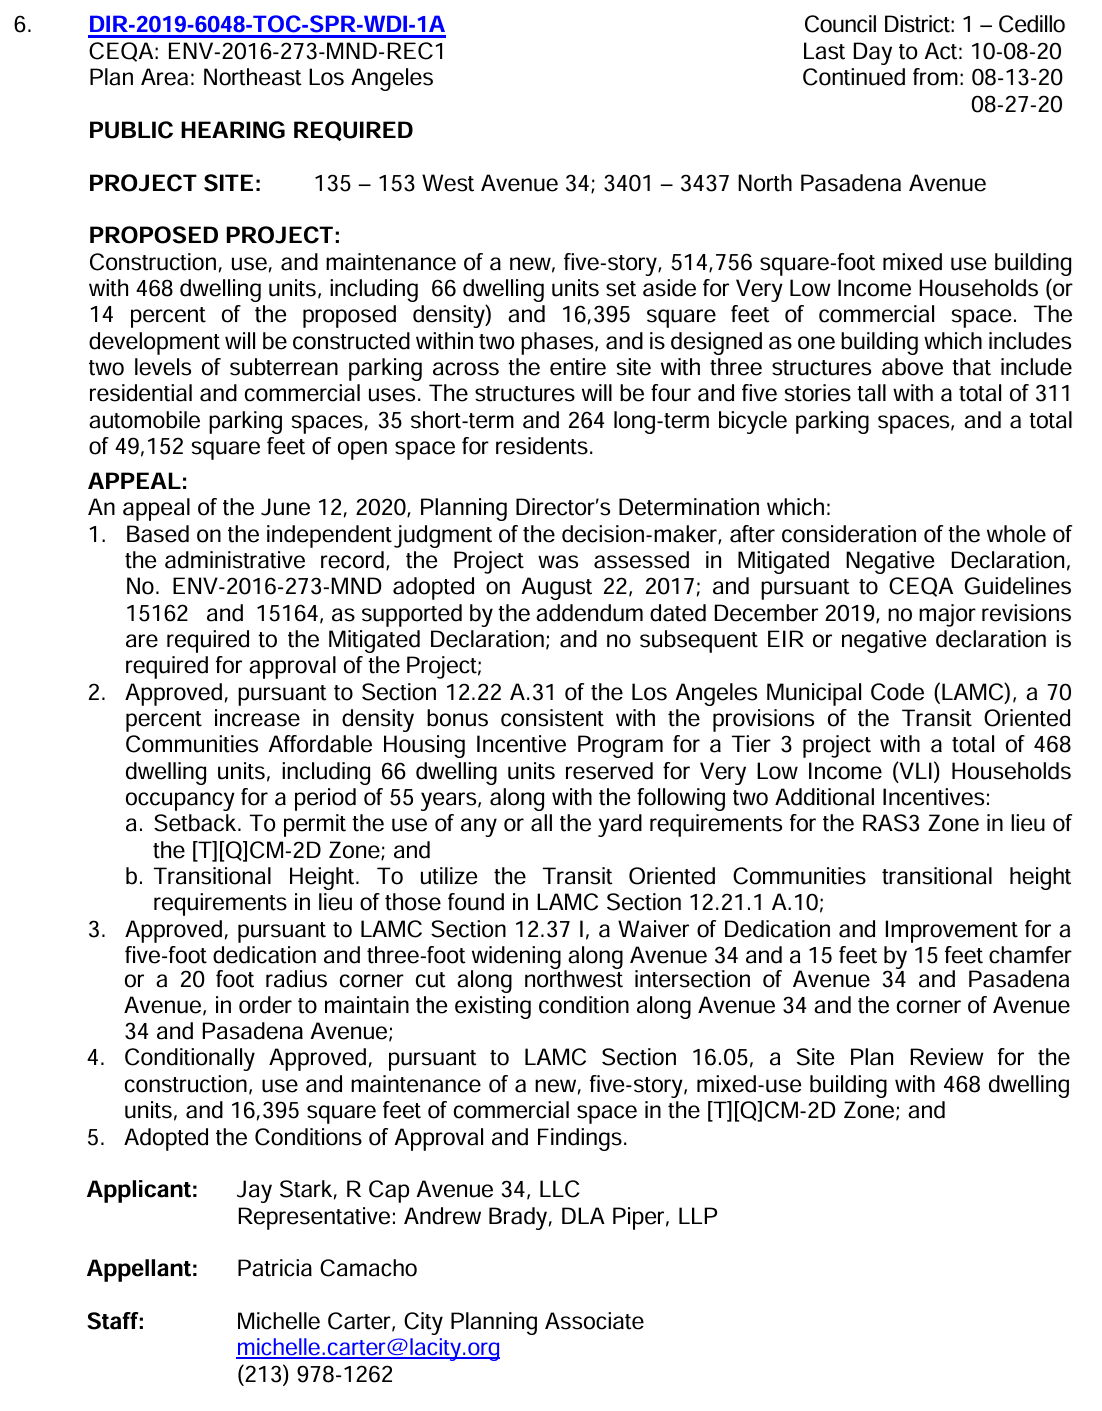 6. DIR-2019-6048-TOC-SPR-WDI-1A Council District: 1 – Cedillo
CEQA: ENV-2016-273-MND-REC1 Last Day to Act: 10-08-20
Plan Area: Northeast Los Angeles Continued from: 08-13-20
08-27-20
PUBLIC HEARING REQUIRED
PROJECT SITE: 135 – 153 West Avenue 34; 3401 – 3437 North Pasadena Avenue
PROPOSED PROJECT:
Construction, use, and maintenance of a new, five-story, 514,756 square-foot mixed use building
with 468 dwelling units, including 66 dwelling units set aside for Very Low Income Households (or
14 percent of the proposed density) and 16,395 square feet of commercial space. The
development will be constructed within two phases, and is designed as one building which includes
two levels of subterrean parking across the entire site with three structures above that include
residential and commercial uses. The structures will be four and five stories tall with a total of 311
automobile parking spaces, 35 short-term and 264 long-term bicycle parking spaces, and a total
of 49,152 square feet of open space for residents.
APPEAL:
An appeal of the June 12, 2020, Planning Director's Determination which:
1. Based on the independent judgment of the decision-maker, after consideration of the whole of
the administrative record, the Project was assessed in Mitigated Negative Declaration,
No. ENV-2016-273-MND adopted on August 22, 2017; and pursuant to CEQA Guidelines
15162 and 15164, as supported by the addendum dated December 2019, no major revisions
are required to the Mitigated Declaration; and no subsequent EIR or negative declaration is
required for approval of the Project;
2. Approved, pursuant to Section 12.22 A.31 of the Los Angeles Municipal Code (LAMC), a 70
percent increase in density bonus consistent with the provisions of the Transit Oriented
Communities Affordable Housing Incentive Program for a Tier 3 project with a total of 468
dwelling units, including 66 dwelling units reserved for Very Low Income (VLI) Households
occupancy for a period of 55 years, along with the following two Additional Incentives:
a. Setback. To permit the use of any or all the yard requirements for the RAS3 Zone in lieu of
the [T][Q]CM-2D Zone; and
b. Transitional Height. To utilize the Transit Oriented Communities transitional height
requirements in lieu of those found in LAMC Section 12.21.1 A.10;
3. Approved, pursuant to LAMC Section 12.37 I, a Waiver of Dedication and Improvement for a
five-foot dedication and three-foot widening along Avenue 34 and a 15 feet by 15 feet chamfer
or a 20 foot radius corner cut along northwest intersection of Avenue 34 and Pasadena
Avenue, in order to maintain the existing condition along Avenue 34 and the corner of Avenue
34 and Pasadena Avenue;
4. Conditionally Approved, pursuant to LAMC Section 16.05, a Site Plan Review for the
construction, use and maintenance of a new, five-story, mixed-use building with 468 dwelling
units, and 16,395 square feet of commercial space in the [T][Q]CM-2D Zone; and
5. Adopted the Conditions of Approval and Findings.
Applicant: Jay Stark, R Cap Avenue 34, LLC
Representative: Andrew Brady, DLA Piper, LLP
Appellant: Patricia Camacho
Staff: Michelle Carter, City Planning Associate
michelle.carter@lacity.org
(213) 978-1262